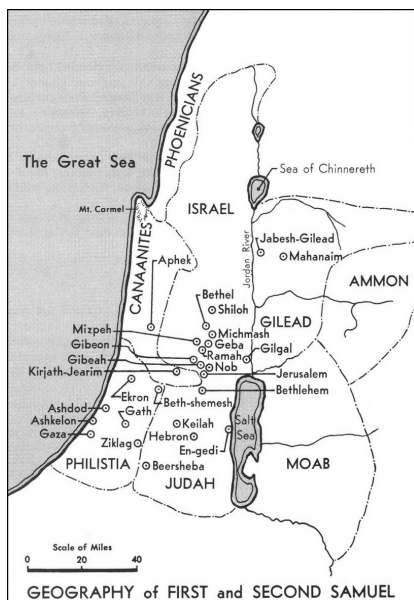 PHOENICIANS
The Great Sea
Sea of Chinnereth
ISRAEL
Mt. Carmel
CANAANITES
Jordan River
Jabesh-Gilead
Mahanaim
Aphek
AMMON
Bethel
Shiloh
Mizpeh
Michmash
GILEAD
Gibeon
Geba
Ramah
Gilgal
Gibeah
Nob
Kirjath-Jearim
Jerusalem
Ekron
Beth-shemesh
Bethlehem
Ashdod
Ashkelon
Gath
Keilah
Salt
Sea
Gaza
Hebron
Ziklag
En-gedi
PHILISTIA
Beersheba
MOAB
JUDAH
Scale of Miles
0 20 40
GEOGRAPHY of FIRST and SECOND SAMUEL